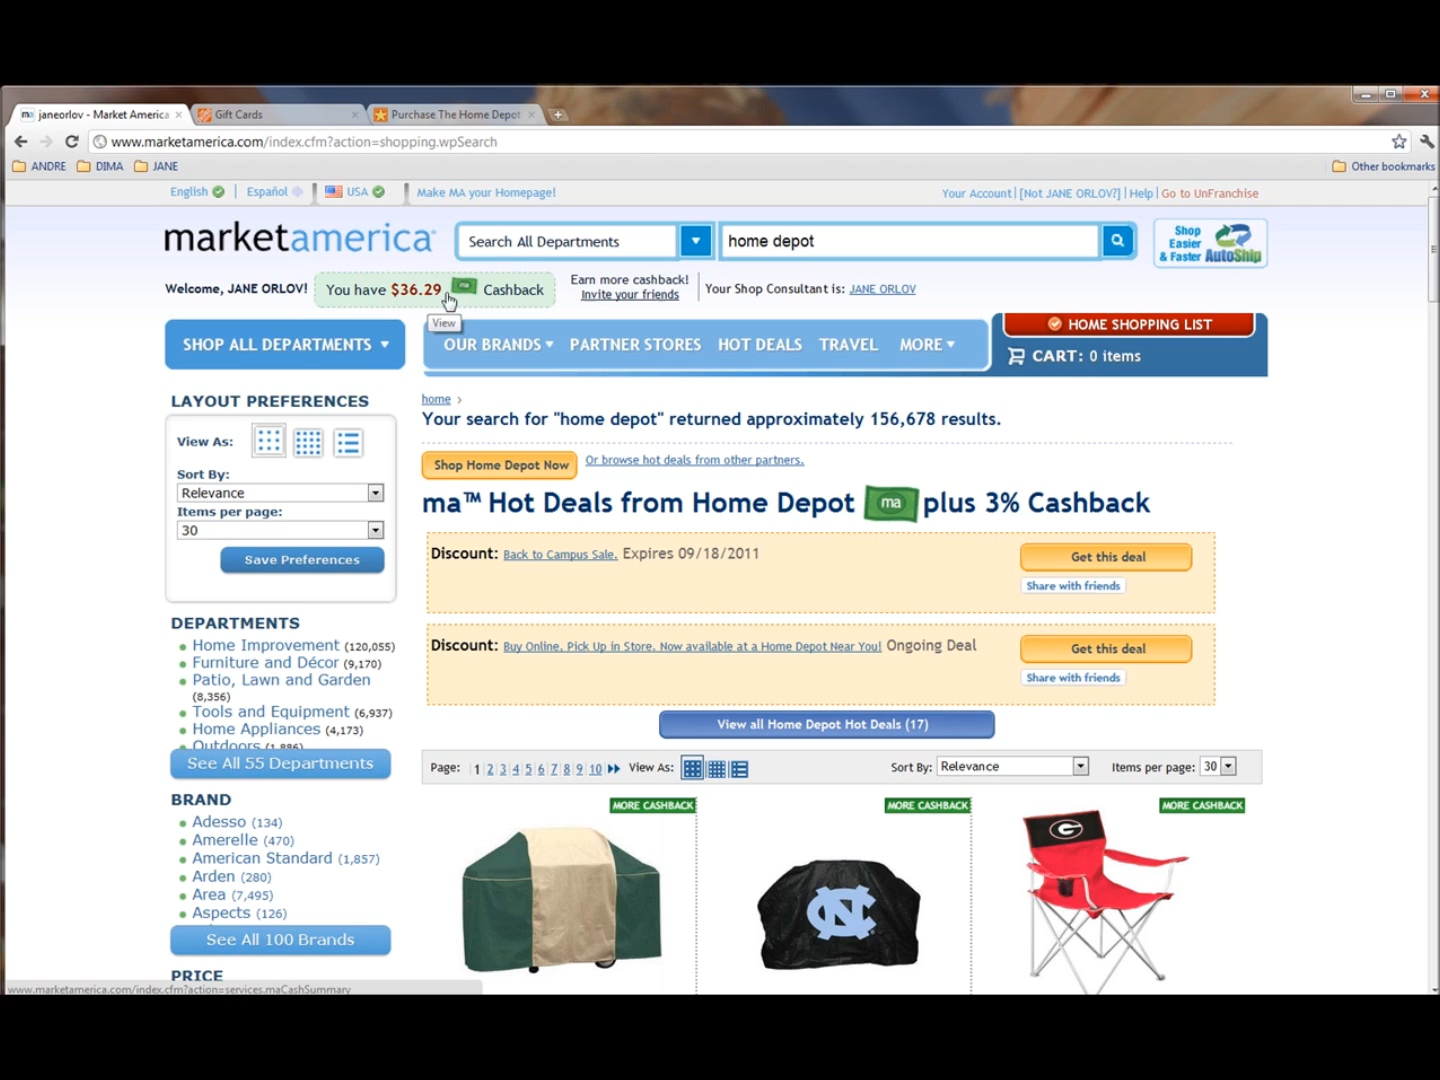 janeorlov - Market America
Gift Cards
Purchase The Home Depot
www.marketamerica.com/index.cfm?action=shopping.wpSearch
ANDRE DIMA JANE Other bookmarks
English | Español USA Make MA your Homepage! Your Account | [Not JANE ORLOV?] | Help | Go to UnFranchise
marketamerica
Search All Departments
home depot
Shop
Easier
& Faster AutoShip
Welcome, JANE ORLOV!
You have $36.29 ma Cashback
Earn more cashback!
Invite your friends
Your Shop Consultant is: JANE ORLOV
View
SHOP ALL DEPARTMENTS
OUR BRANDS PARTNER STORES HOT DEALS TRAVEL MORE
HOME SHOPPING LIST
CART: 0 items
LAYOUT PREFERENCES
View As:
Sort By:
Relevance
Items per page:
30
Save Preferences
DEPARTMENTS
Home Improvement (120,055)
Furniture and Décor (9,170)
Patio, Lawn and Garden
(8,356)
Tools and Equipment (6,937)
Home Appliances (4,173)
Outdoors (1,886)
See All 55 Departments
BRAND
Adesso (134)
Amerelle (470)
American Standard (1,857)
Arden (280)
Area (7,495)
Aspects (126)
See All 100 Brands
PRICE
home >
Your search for "home depot" returned approximately 156,678 results.
Shop Home Depot Now
Or browse hot deals from other partners.
ma™ Hot Deals from Home Depot ma plus 3% Cashback
Discount: Back to Campus Sale. Expires 09/18/2011
Get this deal
Share with friends
Discount: Buy Online, Pick Up in Store. Now available at a Home Depot Near You! Ongoing Deal
Get this deal
Share with friends
View all Home Depot Hot Deals (17)
Page: 1 2 3 4 5 6 7 8 9 10 View As: Sort By: Relevance Items per page: 30
MORE CASHBACK
MORE CASHBACK
MORE CASHBACK
NC
G
www.marketamerica.com/index.cfm?action=services.maCashSummary